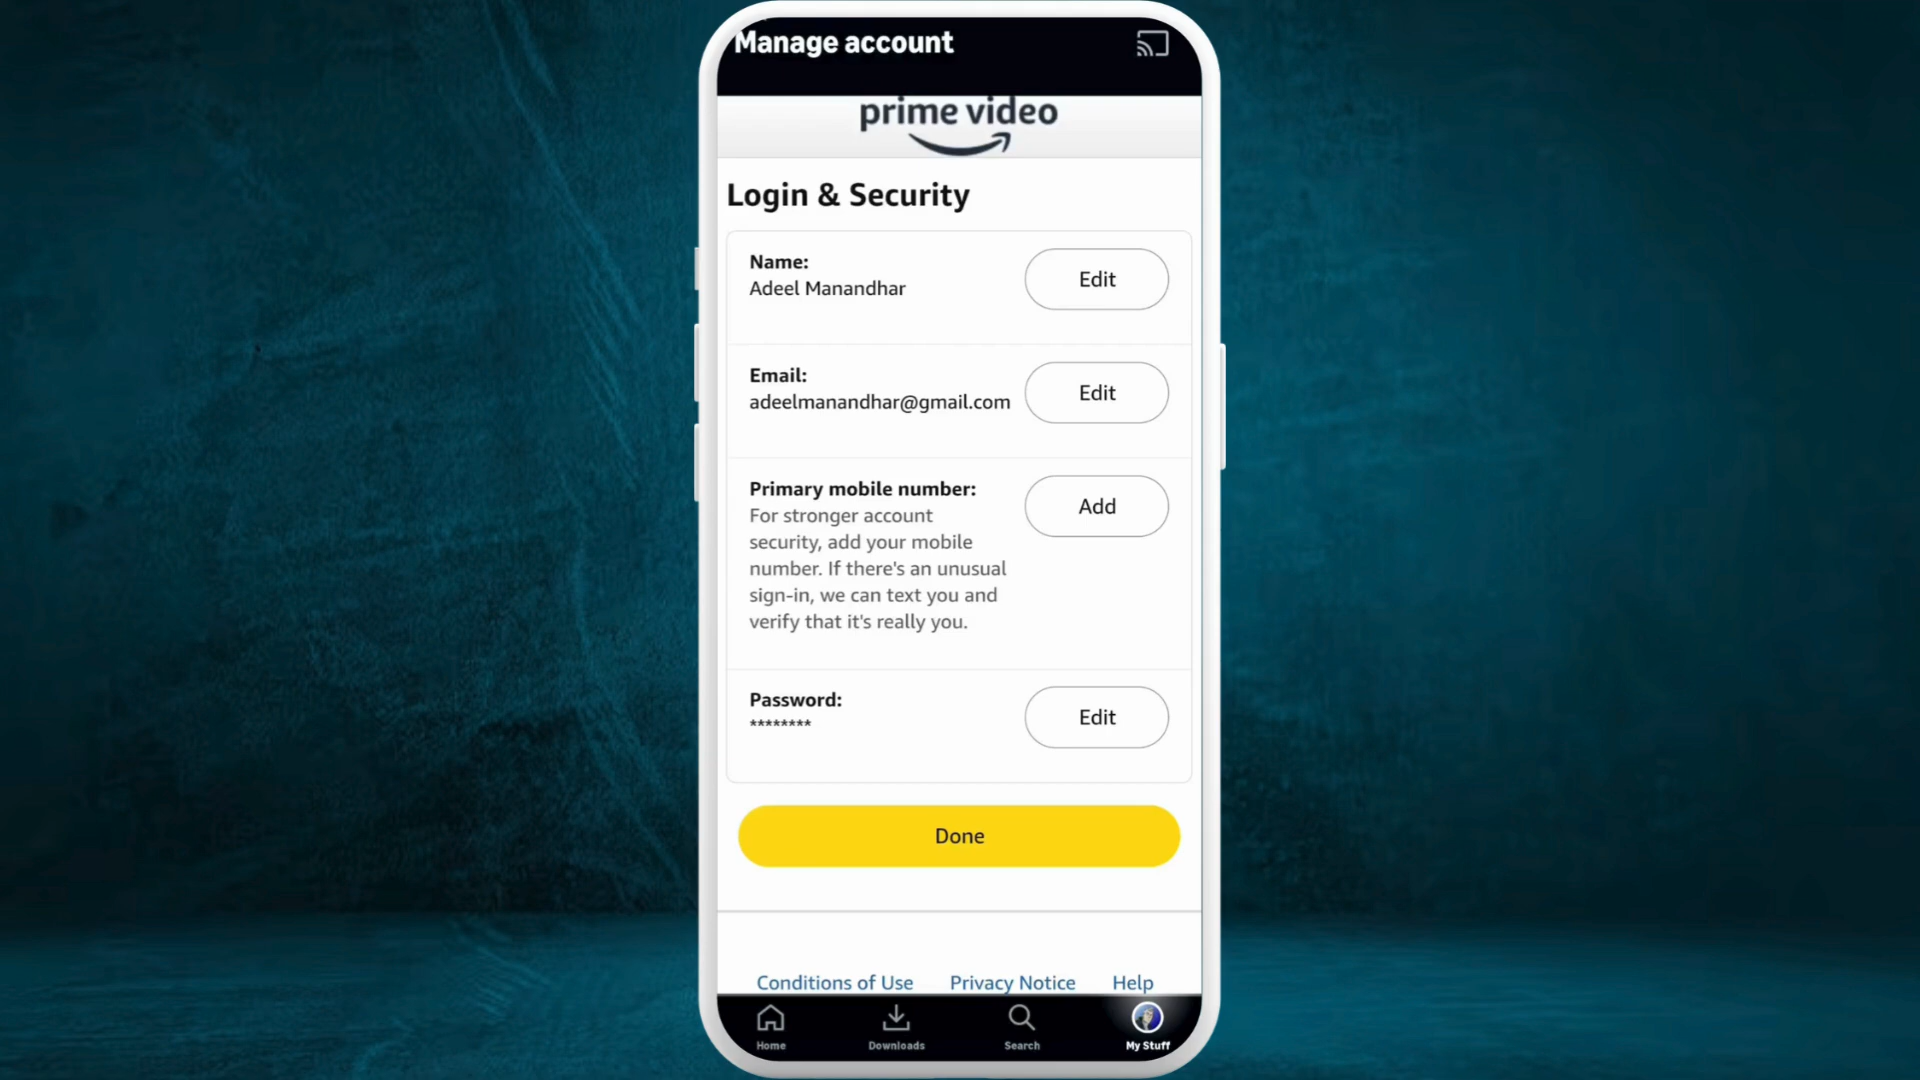 Manage account
prime video
Login & Security
Name:
Adeel Manandhar
Edit
Email:
adeelmanandhar@gmail.com
Edit
Primary mobile number:
For stronger account
security, add your mobile
number. If there's an unusual
sign-in, we can text you and
verify that it's really you.
Add
Password:
********
Edit
Done
Conditions of Use
Privacy Notice
Help
Home
Downloads
Search
My Stuff